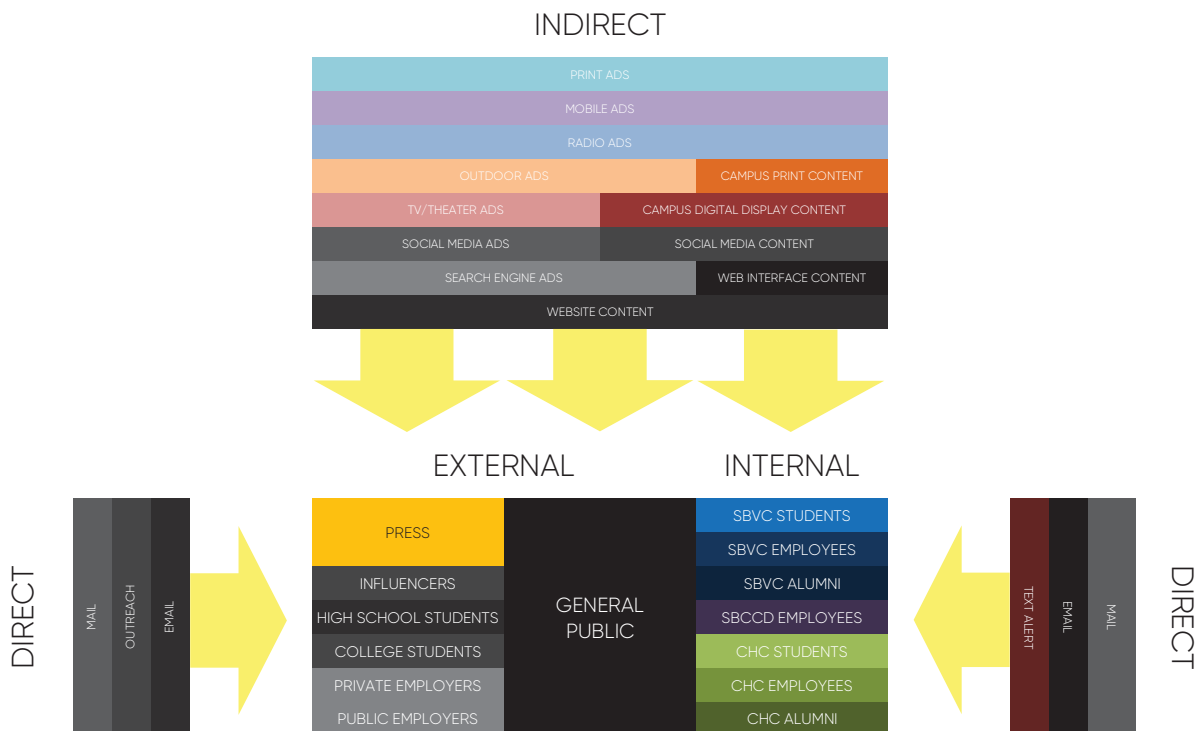 INDIRECT
PRINT ADS
MOBILE ADS
RADIO ADS
OUTDOOR ADS
CAMPUS PRINT CONTENT
TV/THEATER ADS
CAMPUS DIGITAL DISPLAY CONTENT
SOCIAL MEDIA ADS
SOCIAL MEDIA CONTENT
SEARCH ENGINE ADS
WEB INTERFACE CONTENT
WEBSITE CONTENT
EXTERNAL
INTERNAL
DIRECT
MAIL
OUTREACH
EMAIL
PRESS
INFLUENCERS
HIGH SCHOOL STUDENTS
COLLEGE STUDENTS
PRIVATE EMPLOYERS
PUBLIC EMPLOYERS
GENERAL
PUBLIC
SBVC STUDENTS
SBVC EMPLOYEES
SBVC ALUMNI
SBCCD EMPLOYEES
CHC STUDENTS
CHC EMPLOYEES
CHC ALUMNI
TEXT ALERT
EMAIL
MAIL
DIRECT